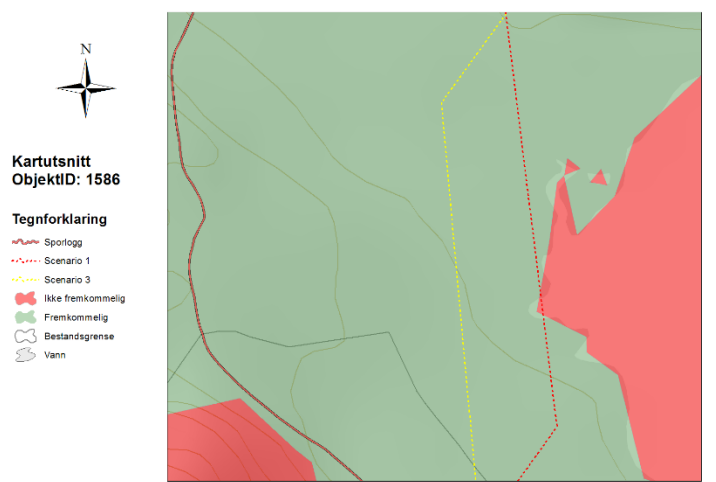 N
Kartutsnitt
ObjektID: 1586
Tegnforklaring
Sporlogg
Scenario 1
Scenario 3
Ikke fremkommelig
Fremkommelig
Bestandsgrense
Vann